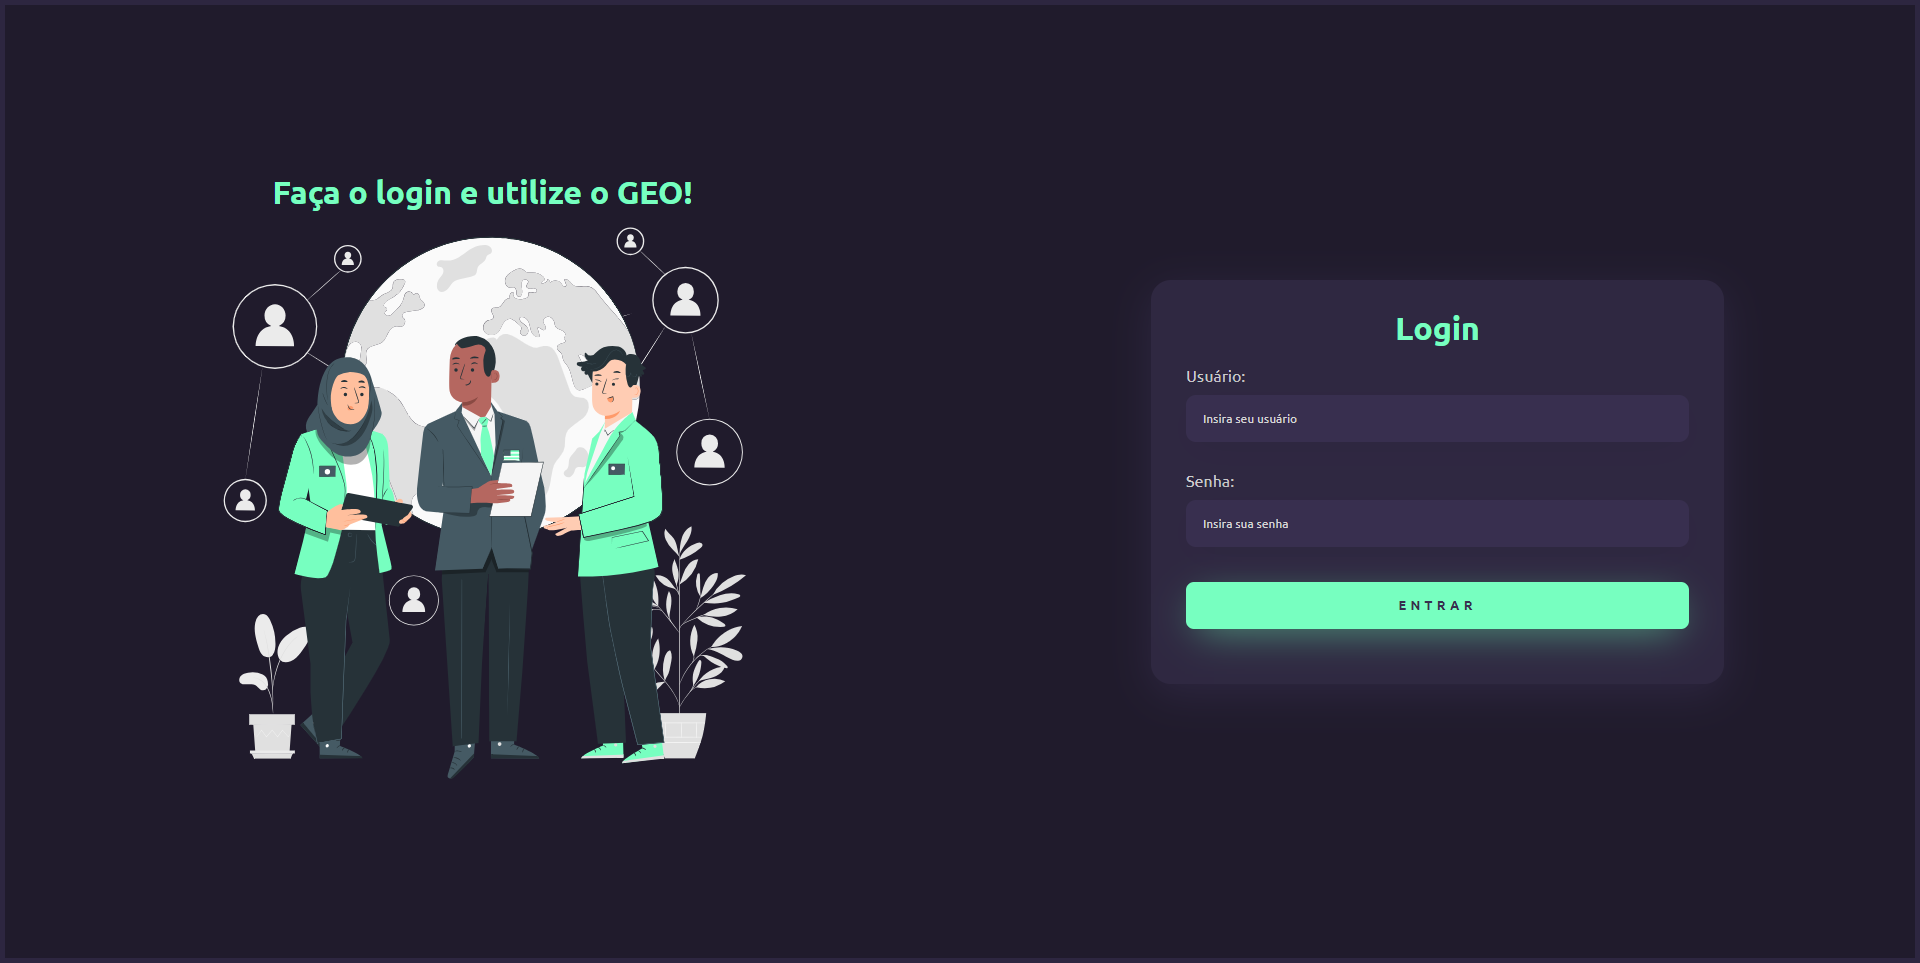 Faça o login e utilize o GEO!
Login
Usuário:
Insira seu usuário
Senha:
Insira sua senha
ENTRAR